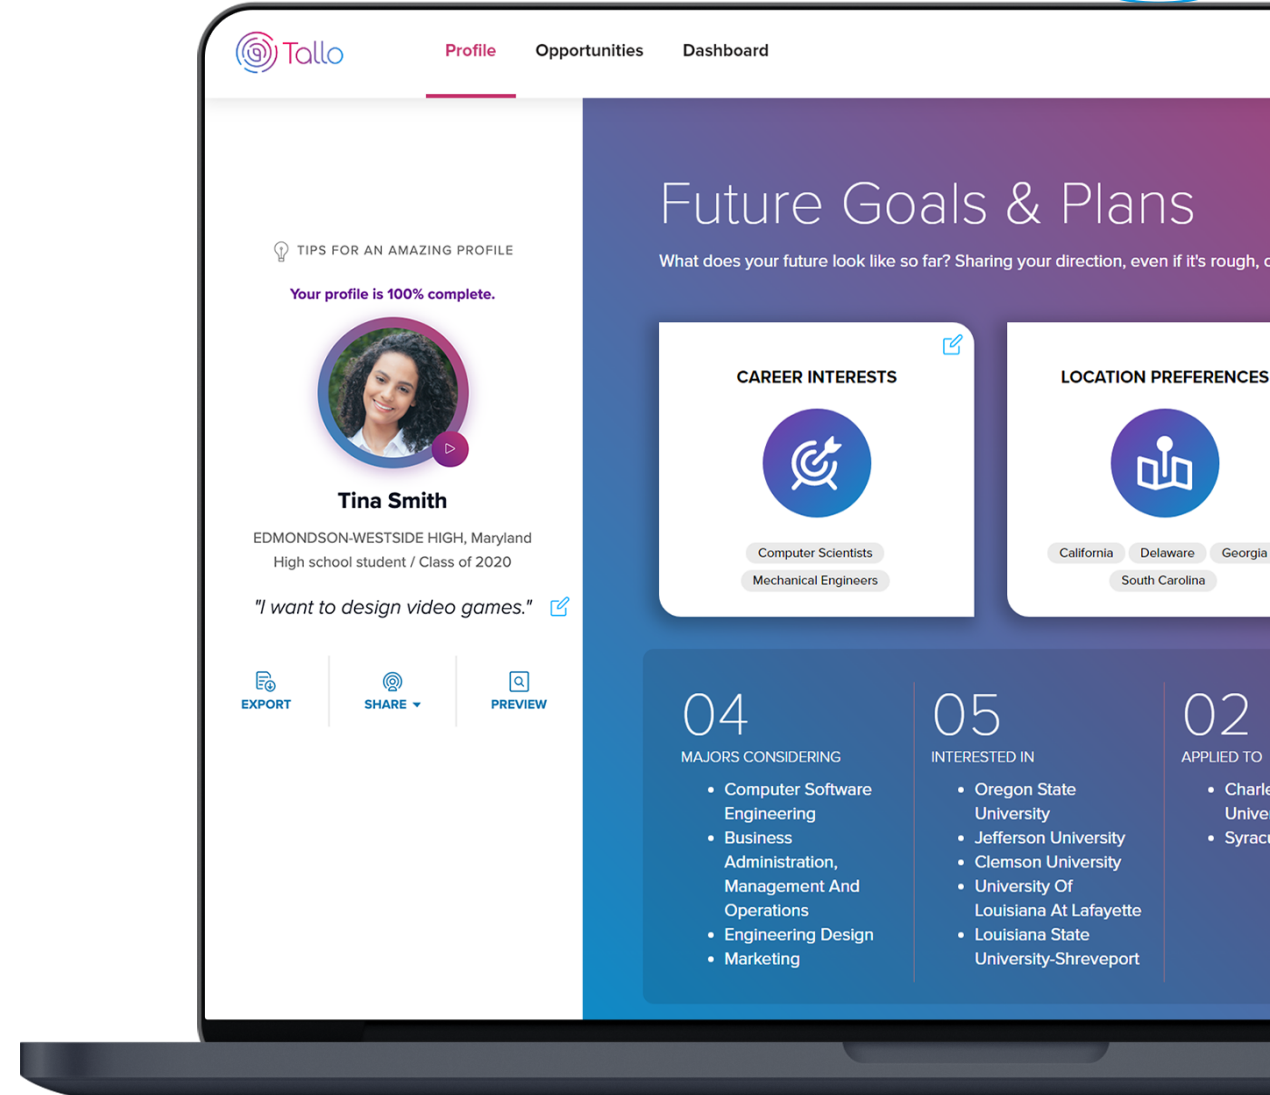 Tallo
Profile
Opportunities
Dashboard
TIPS FOR AN AMAZING PROFILE
Your profile is 100% complete.
Tina Smith
EDMONDSON-WESTSIDE HIGH, Maryland
High school student / Class of 2020
"I want to design video games."
EXPORT
SHARE
PREVIEW
Future Goals & Plans
What does your future look like so far? Sharing your direction, even if it's rough,
CAREER INTERESTS
Computer Scientists
Mechanical Engineers
LOCATION PREFERENCES
California
Delaware
Georgia
South Carolina
04
MAJORS CONSIDERING
• Computer Software
Engineering
• Business
Administration,
Management And
Operations
• Engineering Design
• Marketing
05
INTERESTED IN
• Oregon State
University
• Jefferson University
• Clemson University
• University Of
Louisiana At Lafayette
• Louisiana State
University-Shreveport
02
APPLIED TO